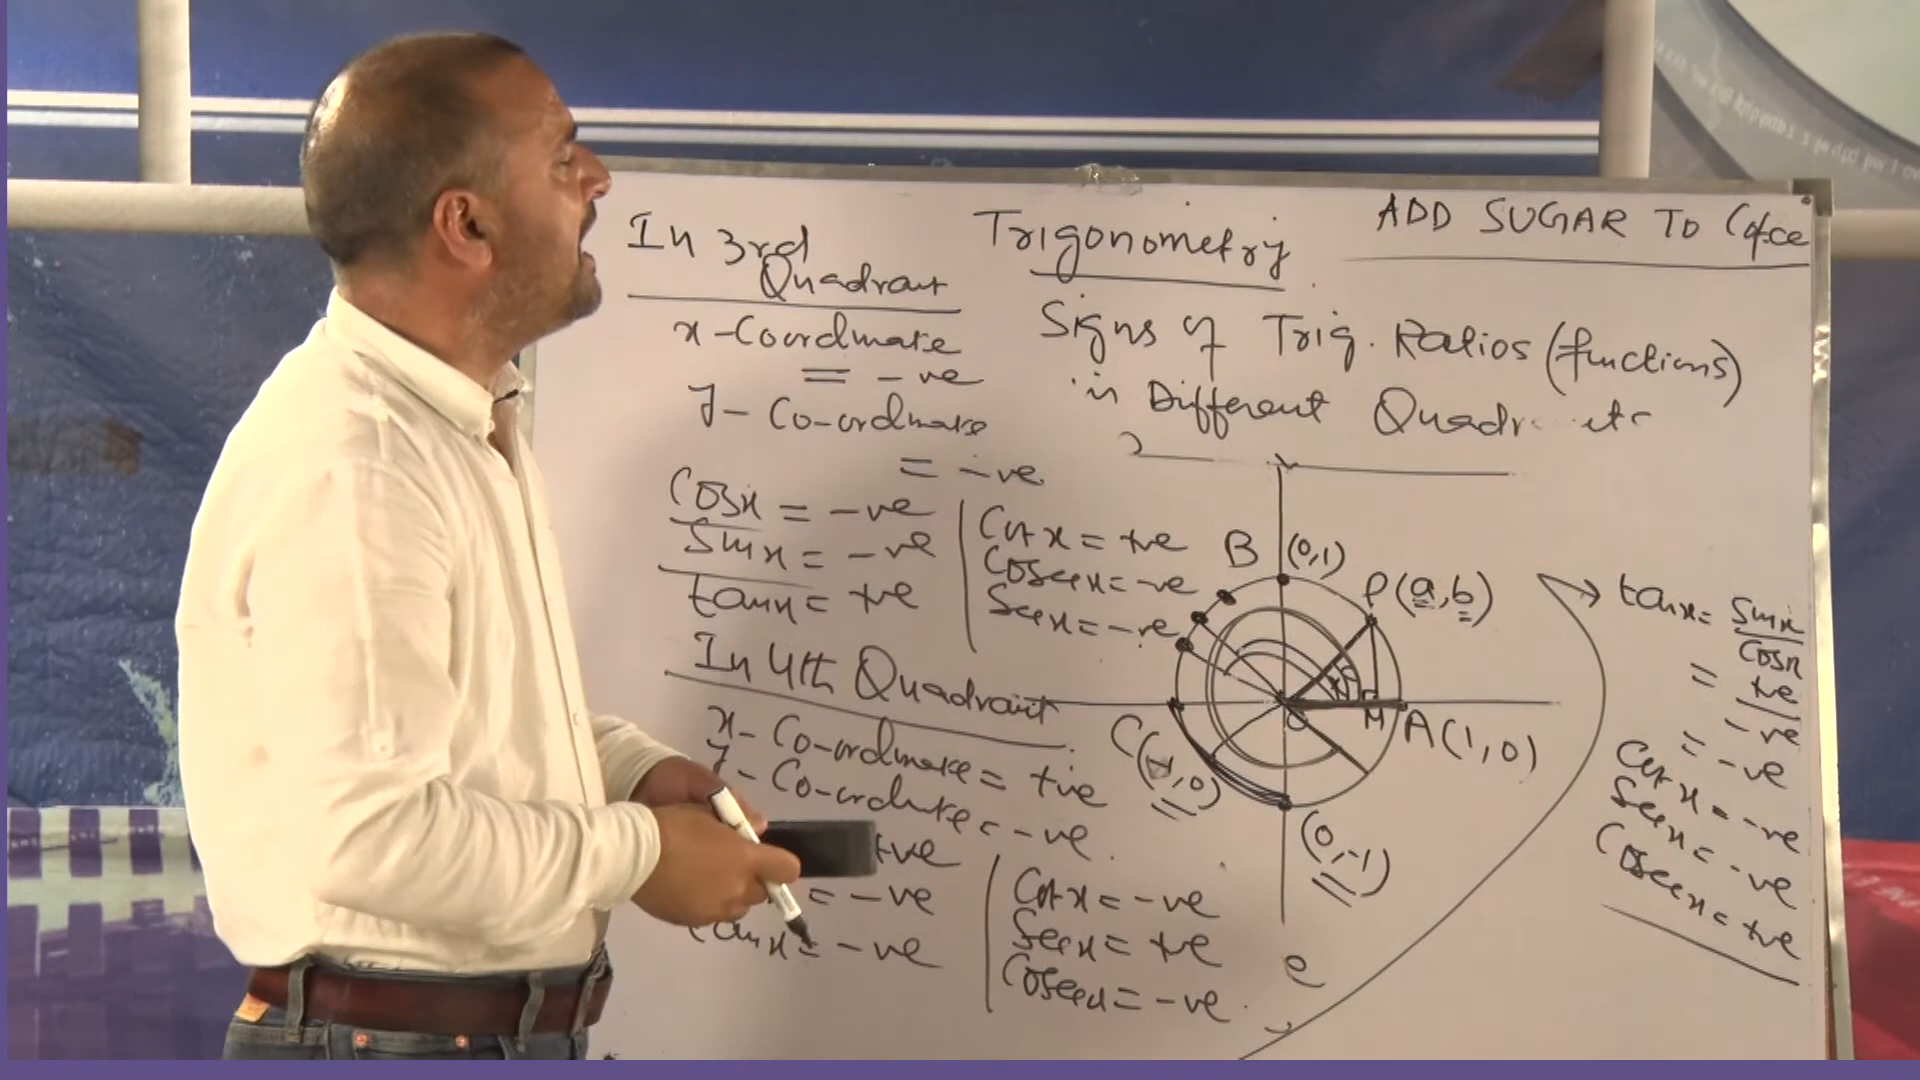 ADD SUGAR TO
Trigonometry
Signs of Trig. Ratios (functions)
in Different
In 3rd
Quadrant
x-Coordinate
= -ve
y-Co-ordinate
= -ve
Cosx = -ve
Sinx = -ve
tanx = +ve
Cotx = +ve
Cosecx = -ve
Secx = -ve
In 4th Quadrant
x-Co-ordinate = +ive
y-Co-ordinate = -ve
+ve
= -ve
tanx = -ve
Cotx = -ve
Secx = +ve
Cosecx = -ve
B (0,1)
P(a,b)
O M A(1,0)
C(-1,0)
(0,-1)
e
tanx = Sinx
Cosx
= +ve
-ve
= -ve
Cotx = -ve
Secx = -ve
Cosecx = +ve